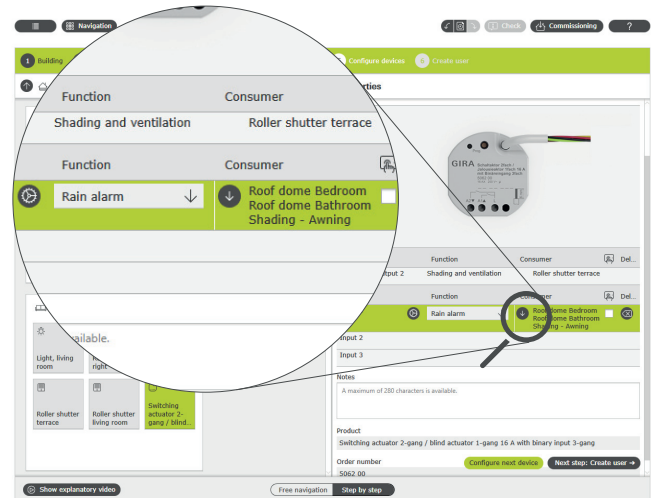 Navigation
Check
Commissioning
?
1 Building
Configure devices
Create user
rties
Function Consumer
Shading and ventilation Roller shutter terrace
Function Consumer
Rain alarm
Roof dome Bedroom
Roof dome Bathroom
Shading - Awning
GIRA
Function Consumer Del...
tput 2 Shading and ventilation Roller shutter terrace
Function Consumer Del...
Rain alarm
Roof dome Bedroom
Roof dome Bathroom
Shading - Awning
Input 2
Input 3
Notes
A maximum of 280 characters is available.
Product
Switching actuator 2-gang / blind actuator 1-gang 16 A with binary input 3-gang
Order number
5062 00
Configure next device
Next step: Create user →
ailable.
Light, living
room
right
Roller shutter
terrace
Roller shutter
living room
Switching
actuator 2-
gang / blind...
Show explanatory video
Free navigation
Step by step